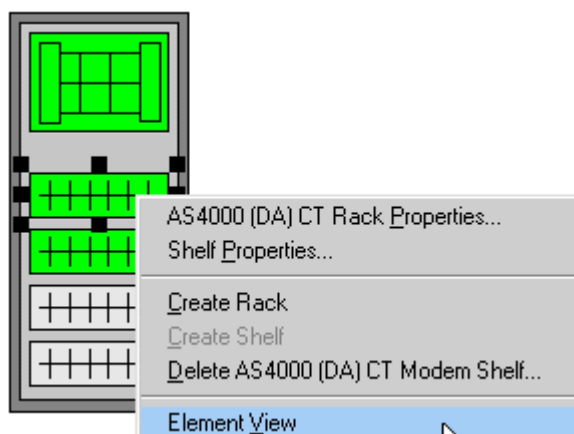 AS4000 (DA) CT Rack Properties...
Shelf Properties...
Create Rack
Create Shelf
Delete AS4000 (DA) CT Modem Shelf...
Element View